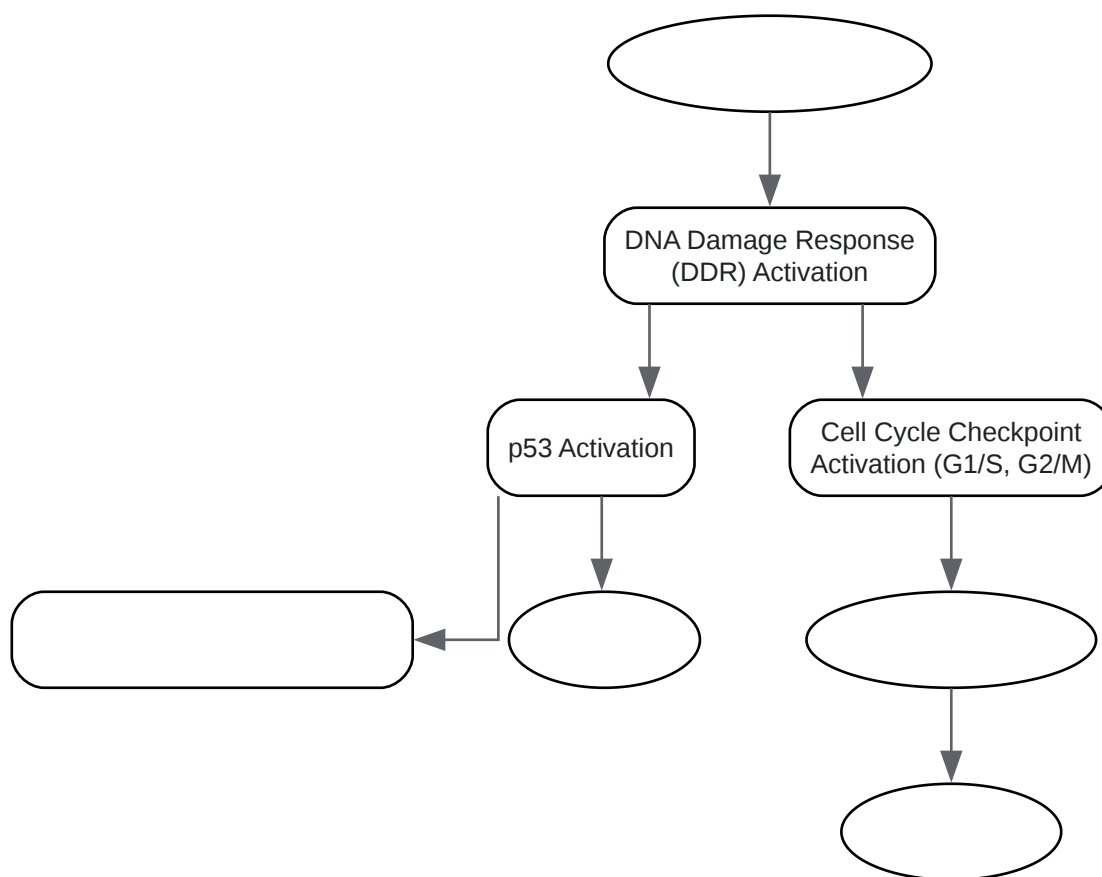 DNA Damage Response
(DDR) Activation
p53 Activation
Cell Cycle Checkpoint
Activation (G1/S, G2/M)